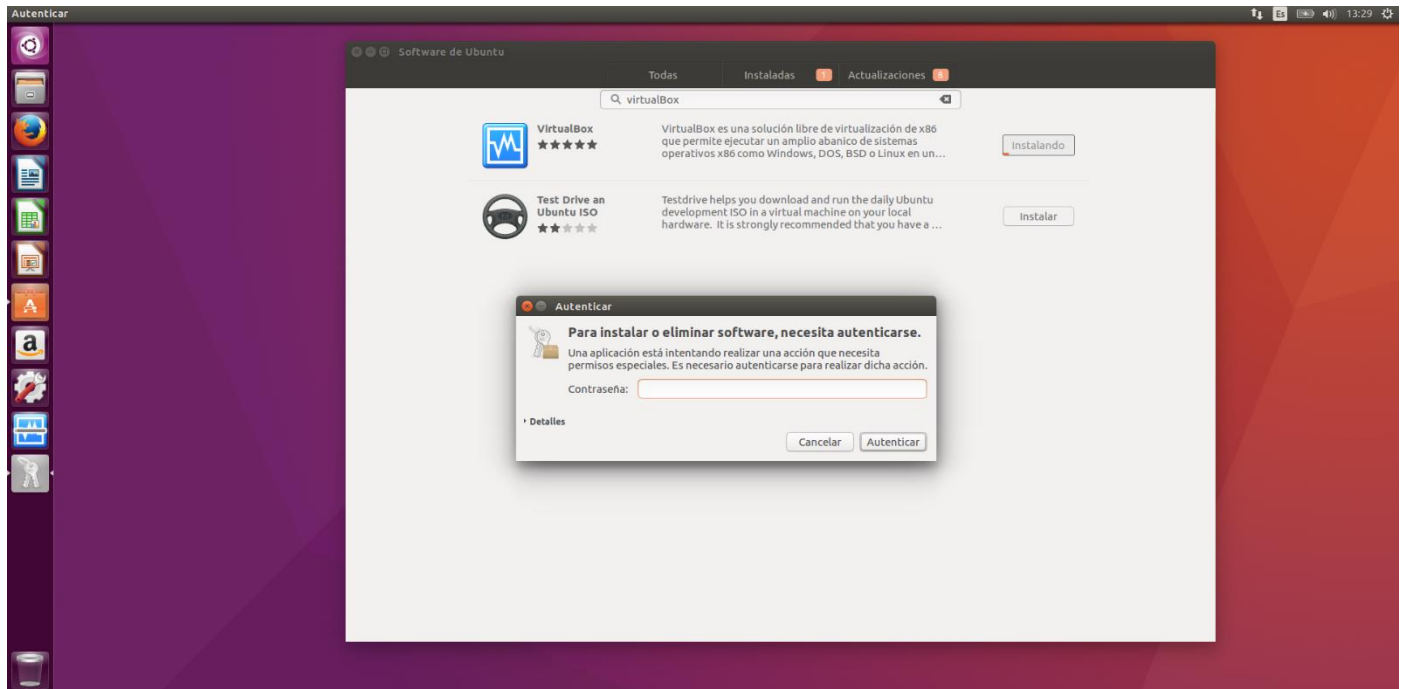 Autenticar
Es
13:29
Software de Ubuntu
Todas
Instaladas
1
Actualizaciones
virtualBox
VirtualBox
VirtualBox es una solución libre de virtualización de x86
que permite ejecutar un amplio abanico de sistemas
operativos x86 como Windows, DOS, BSD o Linux en un...
Instalando
Test Drive an
Ubuntu ISO
Testdrive helps you download and run the daily Ubuntu
development ISO in a virtual machine on your local
hardware. It is strongly recommended that you have a ...
Instalar
Autenticar
Para instalar o eliminar software, necesita autenticarse.
Una aplicación está intentando realizar una acción que necesita
permisos especiales. Es necesario autenticarse para realizar dicha acción.
Contraseña:
Detalles
Cancelar
Autenticar